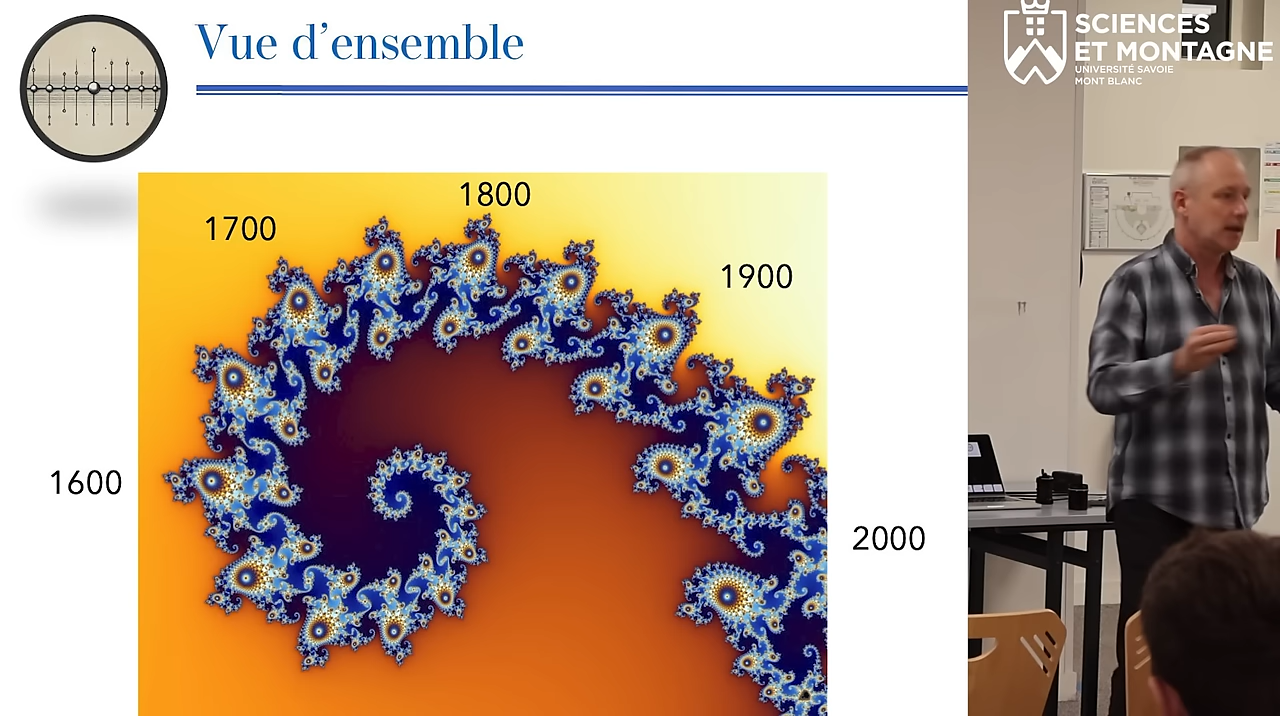 Vue d'ensemble
1700
1800
1900
1600
2000
SCIENCES
ET MONTAGNE
UNIVERSITÉ SAVOIE
MONT BLANC